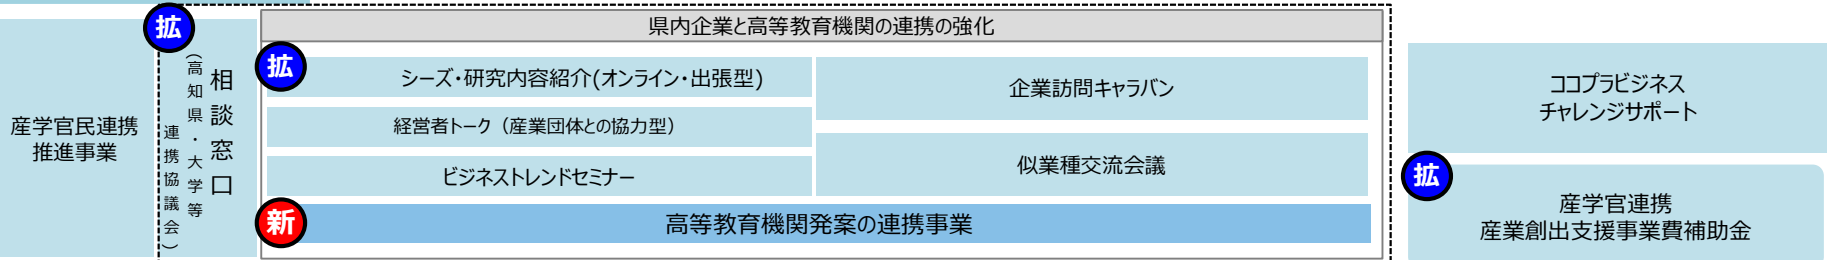 産学官民連携
推進事業
拡
相談窓口
（高知県・大学等
連携協議会）
県内企業と高等教育機関の連携の強化
拡
シーズ・研究内容紹介(オンライン・出張型)
経営者トーク（産業団体との協力型）
ビジネストレンドセミナー
企業訪問キャラバン
似業種交流会議
新
高等教育機関発案の連携事業
ココプラビジネス
チャレンジサポート
拡
産学官連携
産業創出支援事業費補助金